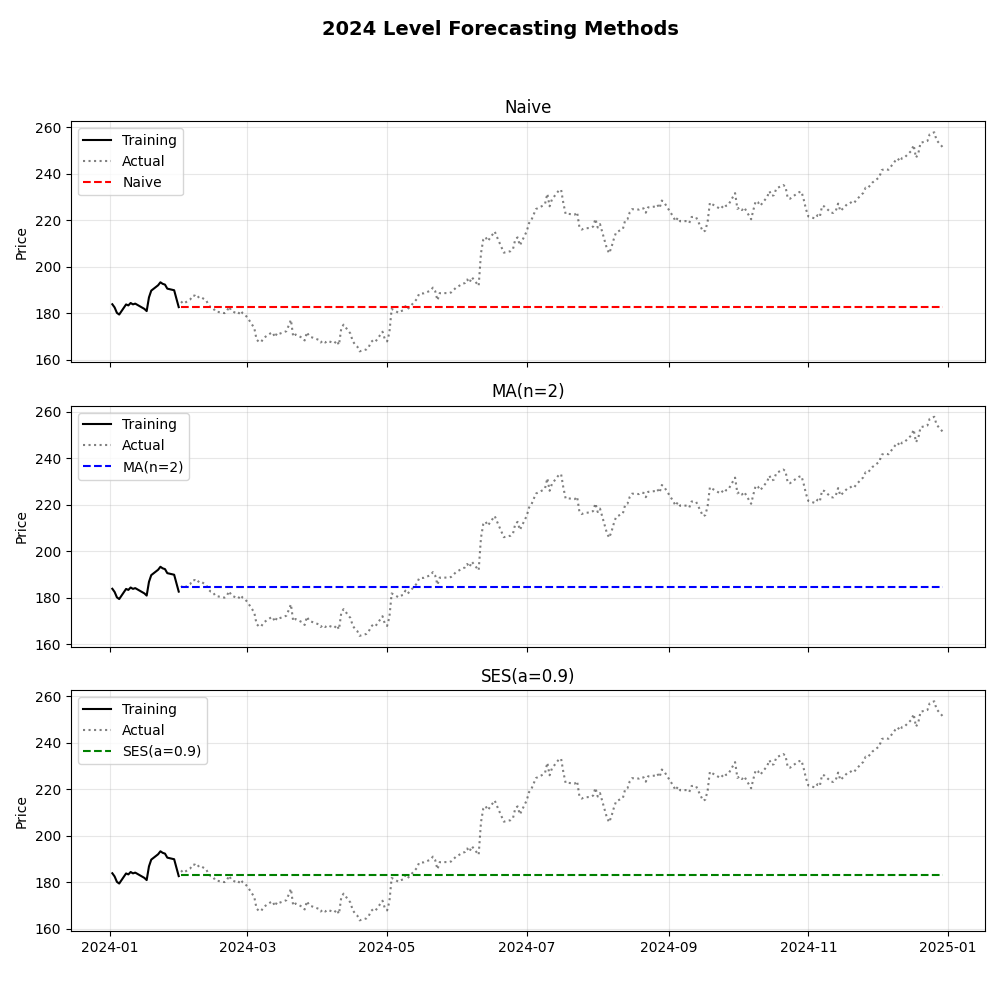 2024 Level Forecasting Methods
Naive
Training
Actual
Naive
Price
260
240
220
200
180
160
MA(n=2)
Training
Actual
MA(n=2)
Price
260
240
220
200
180
160
SES(a=0.9)
Training
Actual
SES(a=0.9)
Price
260
240
220
200
180
160
2024-01 2024-03 2024-05 2024-07 2024-09 2024-11 2025-01